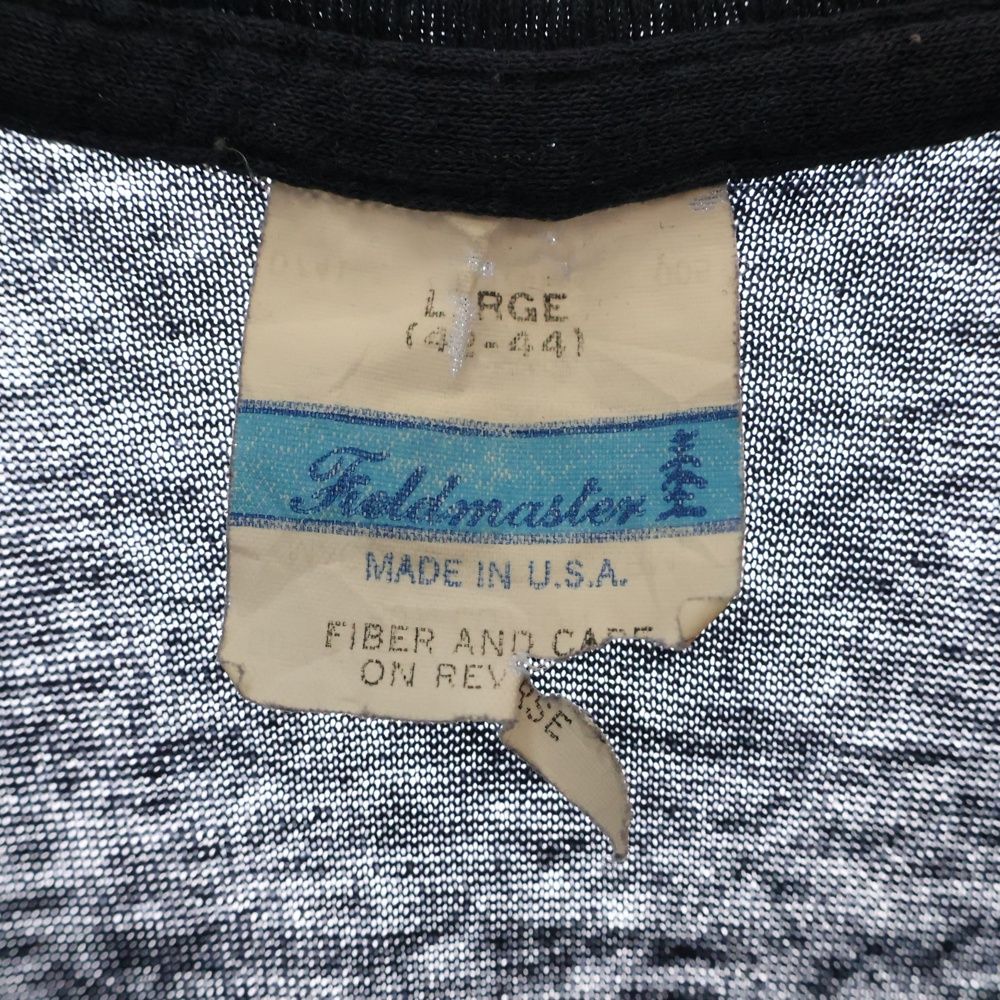 LARGE
(42-44)
Fieldmaster
MADE IN U.S.A.
FIBER AND CARE
ON REVERSE